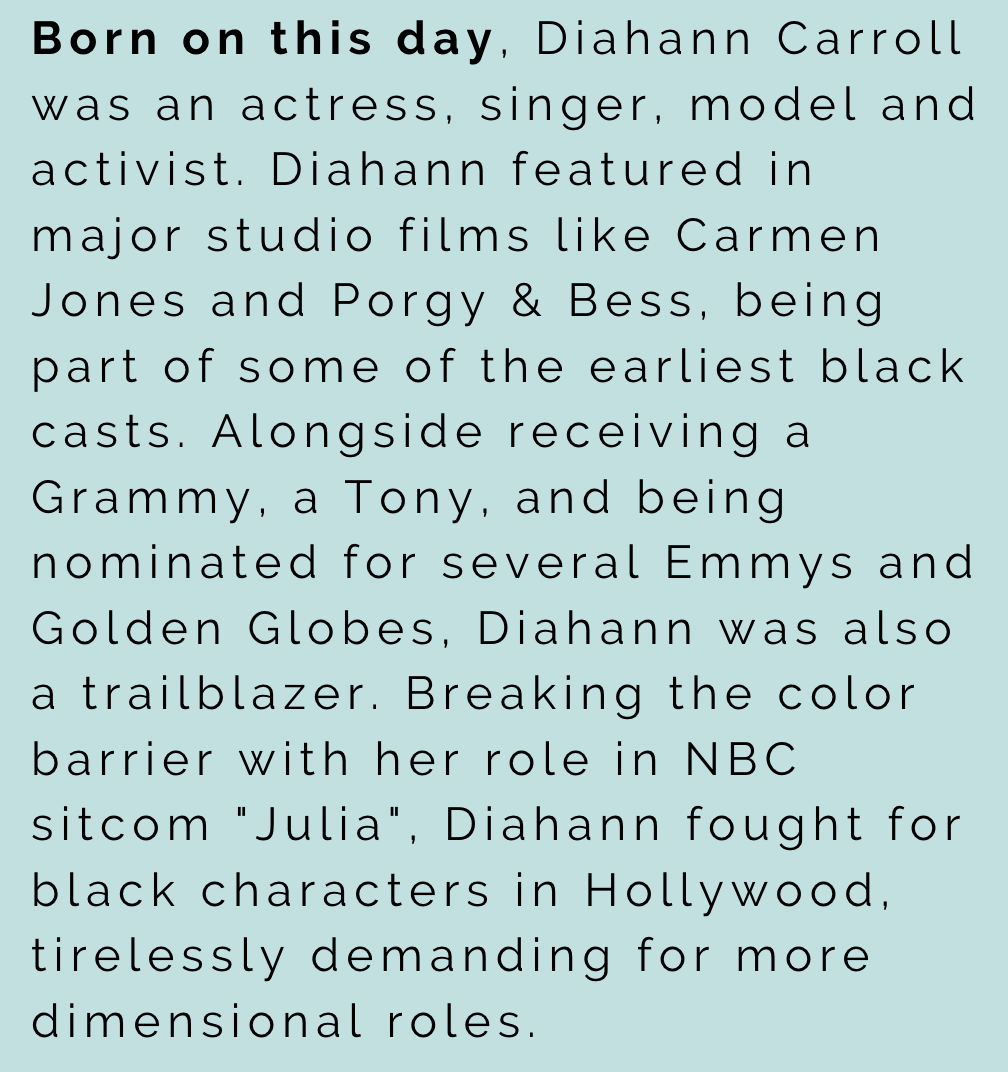 Born on this day, Diahann Carroll
was an actress, singer, model and
activist. Diahann featured in
major studio films like Carmen
Jones and Porgy & Bess, being
part of some of the earliest black
casts. Alongside receiving a
Grammy, a Tony, and being
nominated for several Emmys and
Golden Globes, Diahann was also
a trailblazer. Breaking the color
barrier with her role in NBC
sitcom "Julia", Diahann fought for
black characters in Hollywood,
tirelessly demanding for more
dimensional roles.